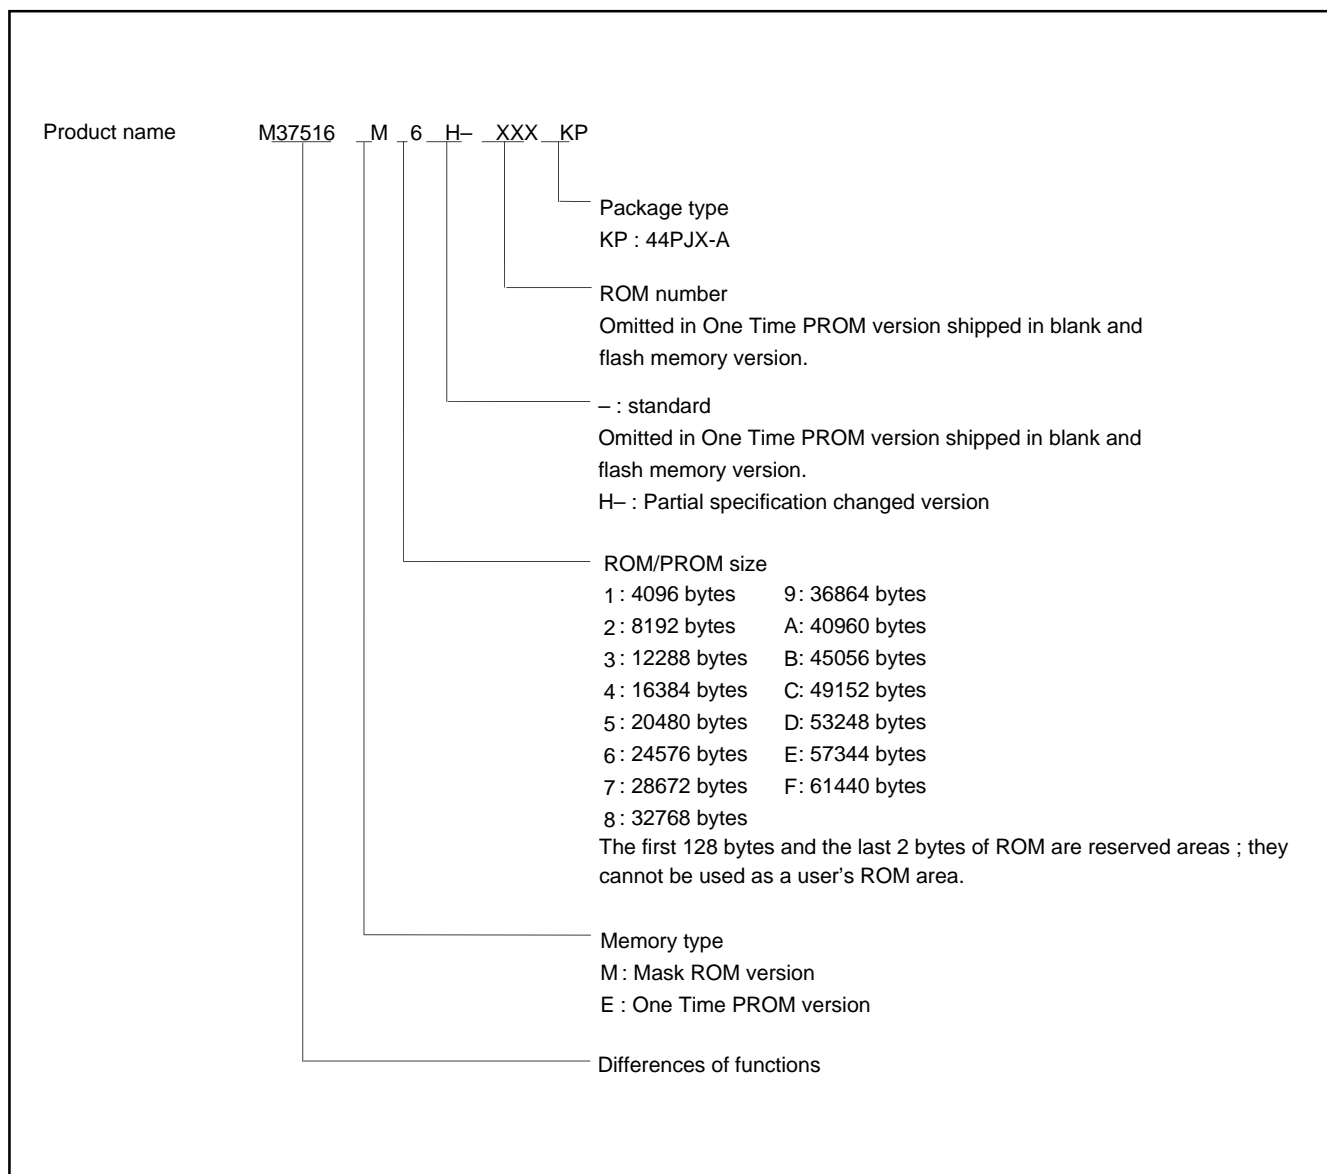 Product name M37516 M 6 H– XXX KP
Package type
KP : 44PJX-A
ROM number
Omitted in One Time PROM version shipped in blank and
flash memory version.
– : standard
Omitted in One Time PROM version shipped in blank and
flash memory version.
H– : Partial specification changed version
ROM/PROM size
1 : 4096 bytes 9: 36864 bytes
2 : 8192 bytes A: 40960 bytes
3 : 12288 bytes B: 45056 bytes
4 : 16384 bytes C: 49152 bytes
5 : 20480 bytes D: 53248 bytes
6 : 24576 bytes E: 57344 bytes
7 : 28672 bytes F: 61440 bytes
8 : 32768 bytes
The first 128 bytes and the last 2 bytes of ROM are reserved areas ; they
cannot be used as a user’s ROM area.
Memory type
M : Mask ROM version
E : One Time PROM version
Differences of functions